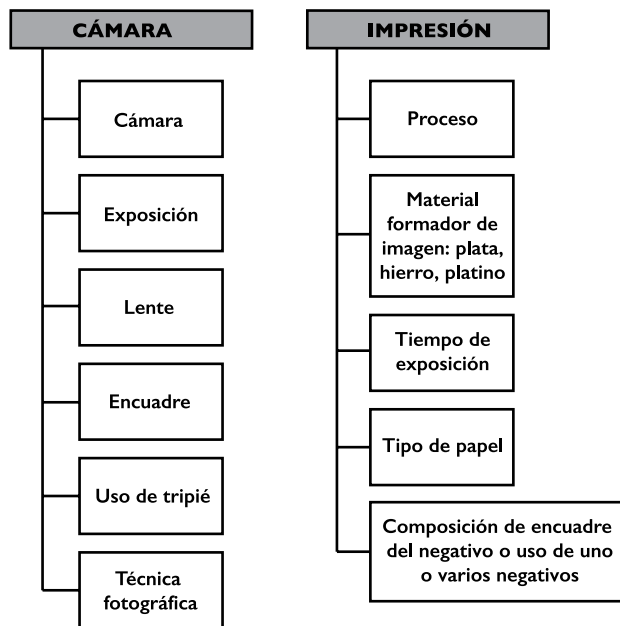 CÁMARA
Cámara
Exposición
Lente
Encuadre
Uso de tripié
Técnica
fotográfica
IMPRESIÓN
Proceso
Material
formador de
imagen: plata,
hierro, platino
Tiempo de
exposición
Tipo de papel
Composición de encuadre
del negativo o uso de uno
o varios negativos